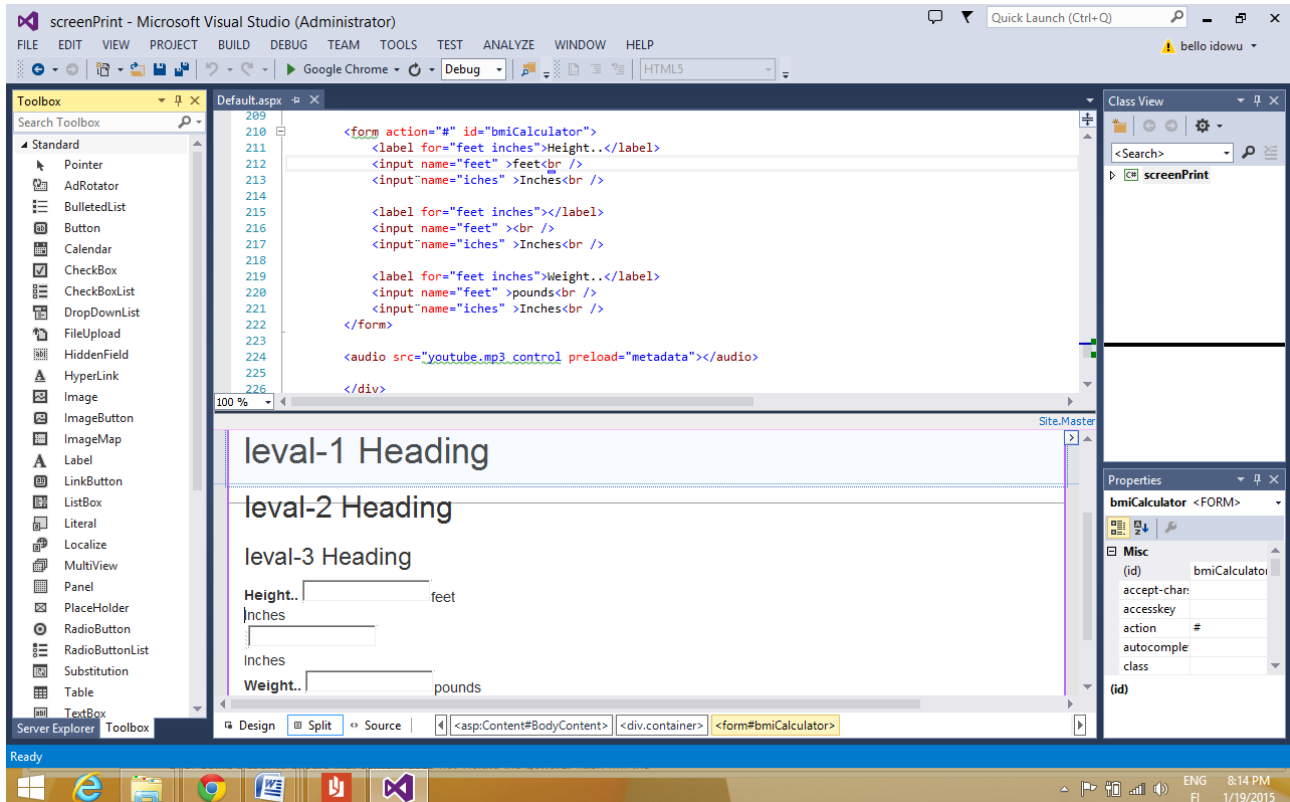 screenPrint - Microsoft Visual Studio (Administrator)
Quick Launch (Ctrl+Q)
FILE EDIT VIEW PROJECT BUILD DEBUG TEAM TOOLS TEST ANALYZE WINDOW HELP
bello idowu
Google Chrome
Debug
HTML5
Toolbox
Search Toolbox
Standard
Pointer
AdRotator
BulletedList
Button
Calendar
CheckBox
CheckBoxList
DropDownList
FileUpload
HiddenField
HyperLink
Image
ImageButton
ImageMap
Label
LinkButton
ListBox
Literal
Localize
MultiView
Panel
PlaceHolder
RadioButton
RadioButtonList
Substitution
Table
TextBox
Server Explorer Toolbox
Default.aspx
209
210 <form action="#" id="bmiCalculator">
211 <label for="feet inches">Height..</label>
212 <input name="feet" >feet<br />
213 <input¨name="iches" >Inches<br />
214
215 <label for="feet inches"></label>
216 <input name="feet" ><br />
217 <input¨name="iches" >Inches<br />
218
219 <label for="feet inches">Weight..</label>
220 <input name="feet" >pounds<br />
221 <input¨name="iches" >Inches<br />
222 </form>
223
224 <audio src="youtube.mp3 control preload="metadata"></audio>
225
226 </div>
100 %
Site.Master
leval-1 Heading
leval-2 Heading
leval-3 Heading
Height.. feet
Inches
Inches
Weight.. pounds
Design Split Source <asp:Content#BodyContent> <div.container> <form#bmiCalculator>
Class View
<Search>
C# screenPrint
Properties
bmiCalculator <FORM>
Misc
(id) bmiCalculator
accept-char:
accesskey
action #
autocomple
class
(id)
Ready
ENG 8:14 PM
FI 1/19/2015